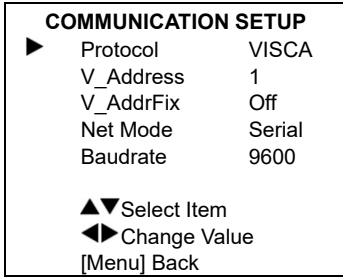 COMMUNICATION SETUP
▶ Protocol VISCA
V_Address 1
V_AddrFix Off
Net Mode Serial
Baudrate 9600
▲▼Select Item
◀▶Change Value
[Menu] Back